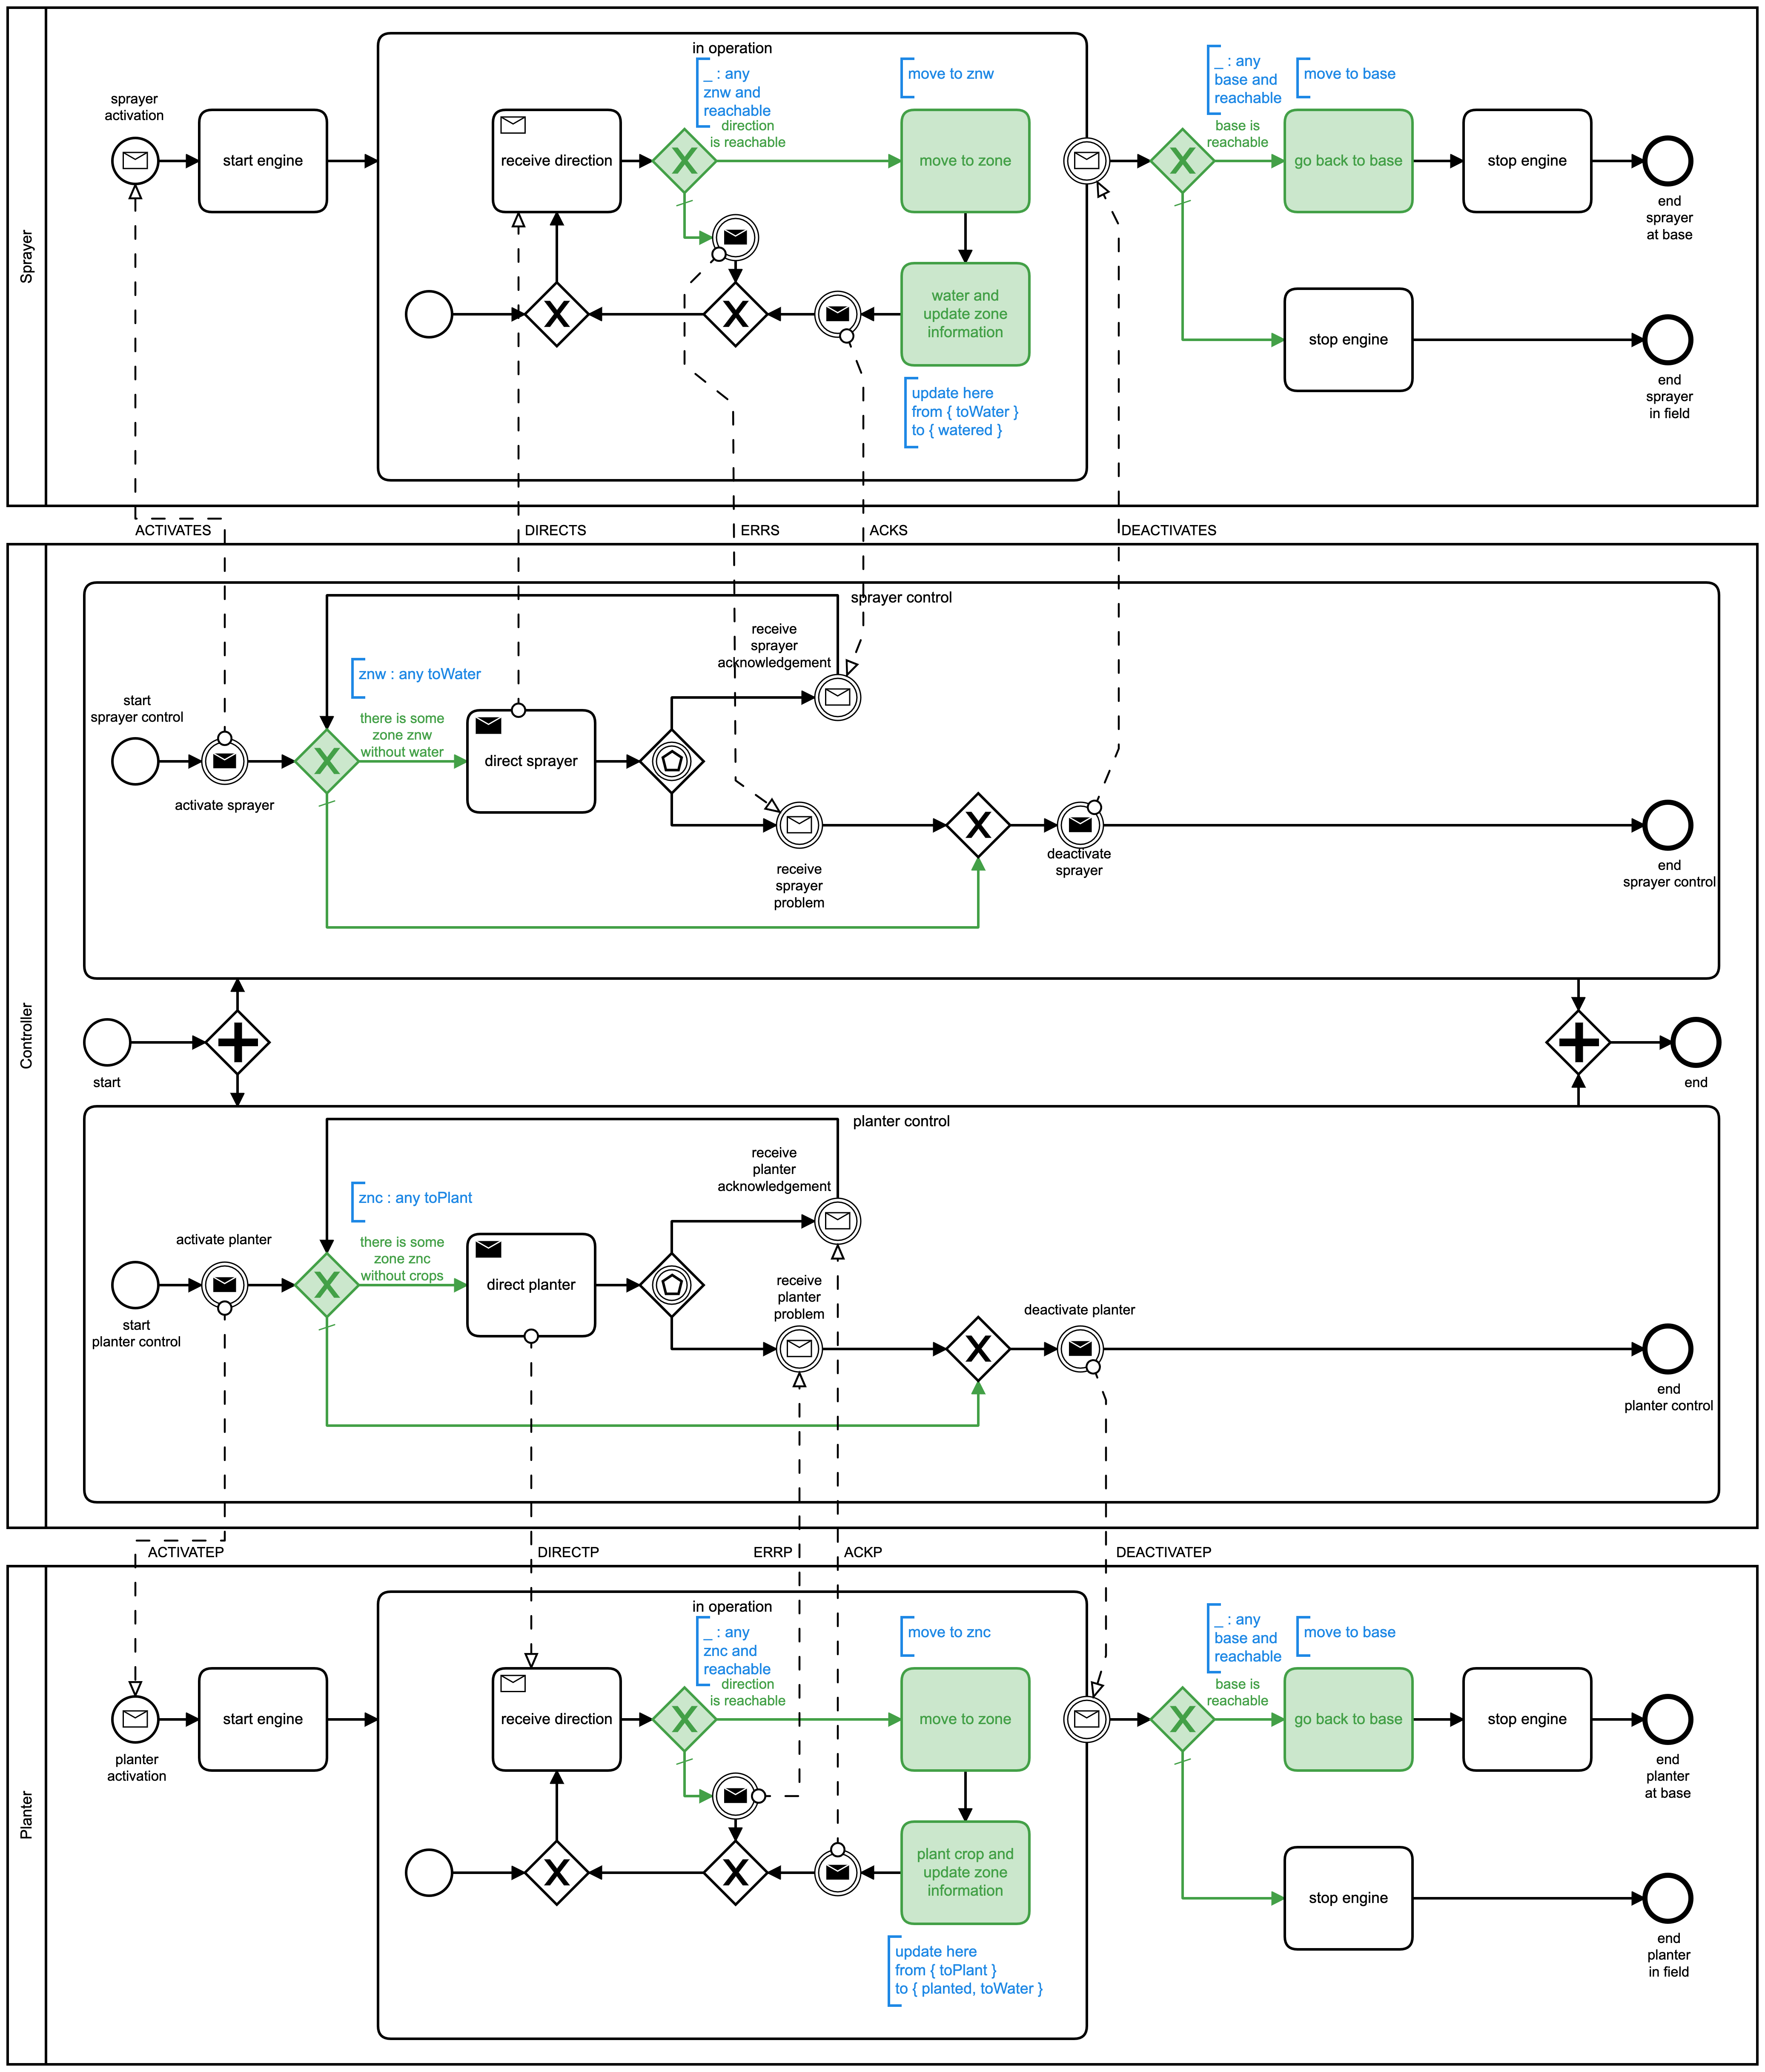 Sprayer
in operation
_ : any
znw and
reachable
move to znw
_ : any
base and
reachable
move to base
sprayer
activation
start engine
receive direction
direction
is reachable
move to zone
base is
reachable
go back to base
stop engine
end
sprayer
at base
water and
update zone
information
stop engine
end
sprayer
in field
update here
from { toWater }
to { watered }
ACTIVATES
DIRECTS
ERRS
ACKS
DEACTIVATES
Controller
sprayer control
receive
sprayer
acknowledgement
znw : any toWater
start
sprayer control
there is some
zone znw
without water
direct sprayer
activate sprayer
receive
sprayer
problem
deactivate
sprayer
end
sprayer control
start
end
planter control
receive
planter
acknowledgement
znc : any toPlant
activate planter
there is some
zone znc
without crops
direct planter
receive
planter
problem
deactivate planter
start
planter control
end
planter control
ACTIVATEP
DIRECTP
ERRP
ACKP
DEACTIVATEP
Planter
in operation
_ : any
znc and
reachable
move to znc
_ : any
base and
reachable
move to base
direction
is reachable
base is
reachable
start engine
receive direction
move to zone
go back to base
stop engine
planter
activation
end
planter
at base
plant crop and
update zone
information
stop engine
end
planter
in field
update here
from { toPlant }
to { planted, toWater }